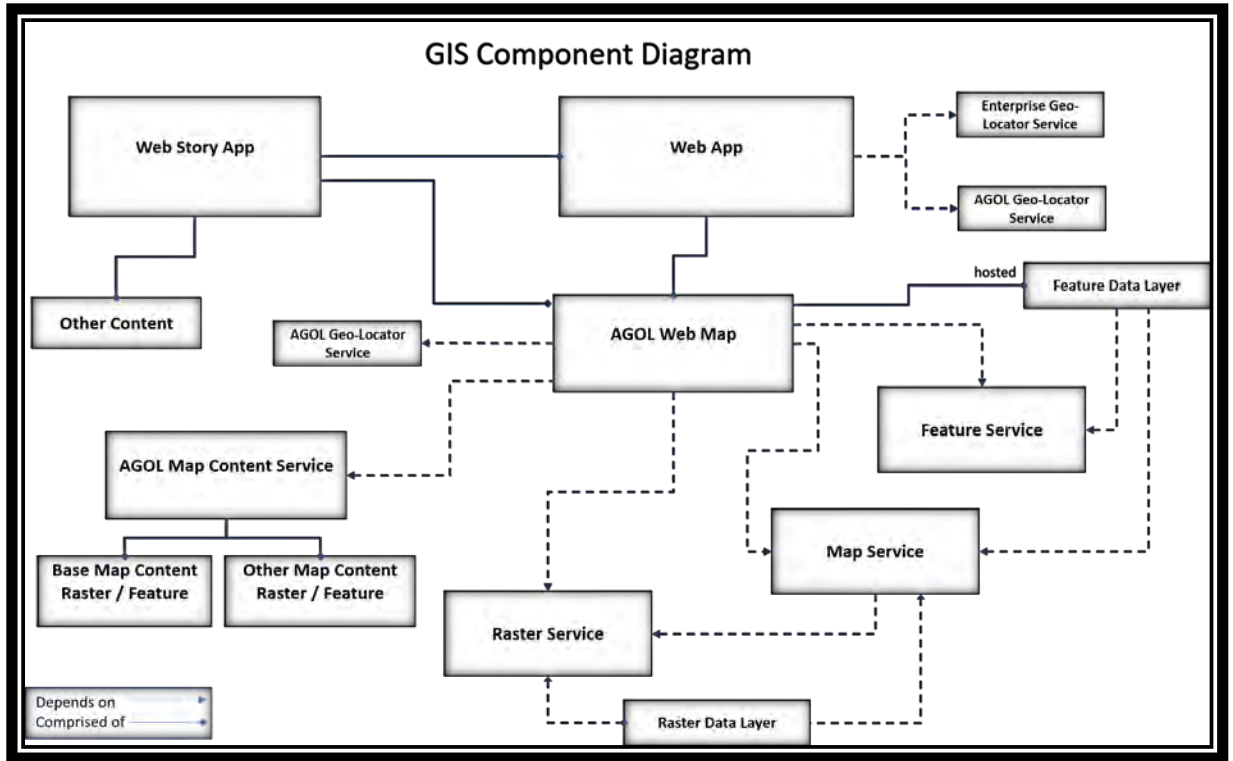 GIS Component Diagram
Web Story App
Web App
Enterprise Geo-
Locator Service
AGOL Geo-Locator
Service
hosted
Feature Data Layer
Other Content
AGOL Geo-Locator
Service
AGOL Web Map
Feature Service
AGOL Map Content Service
Map Service
Base Map Content
Raster / Feature
Other Map Content
Raster / Feature
Raster Service
Raster Data Layer
Depends on
Comprised of